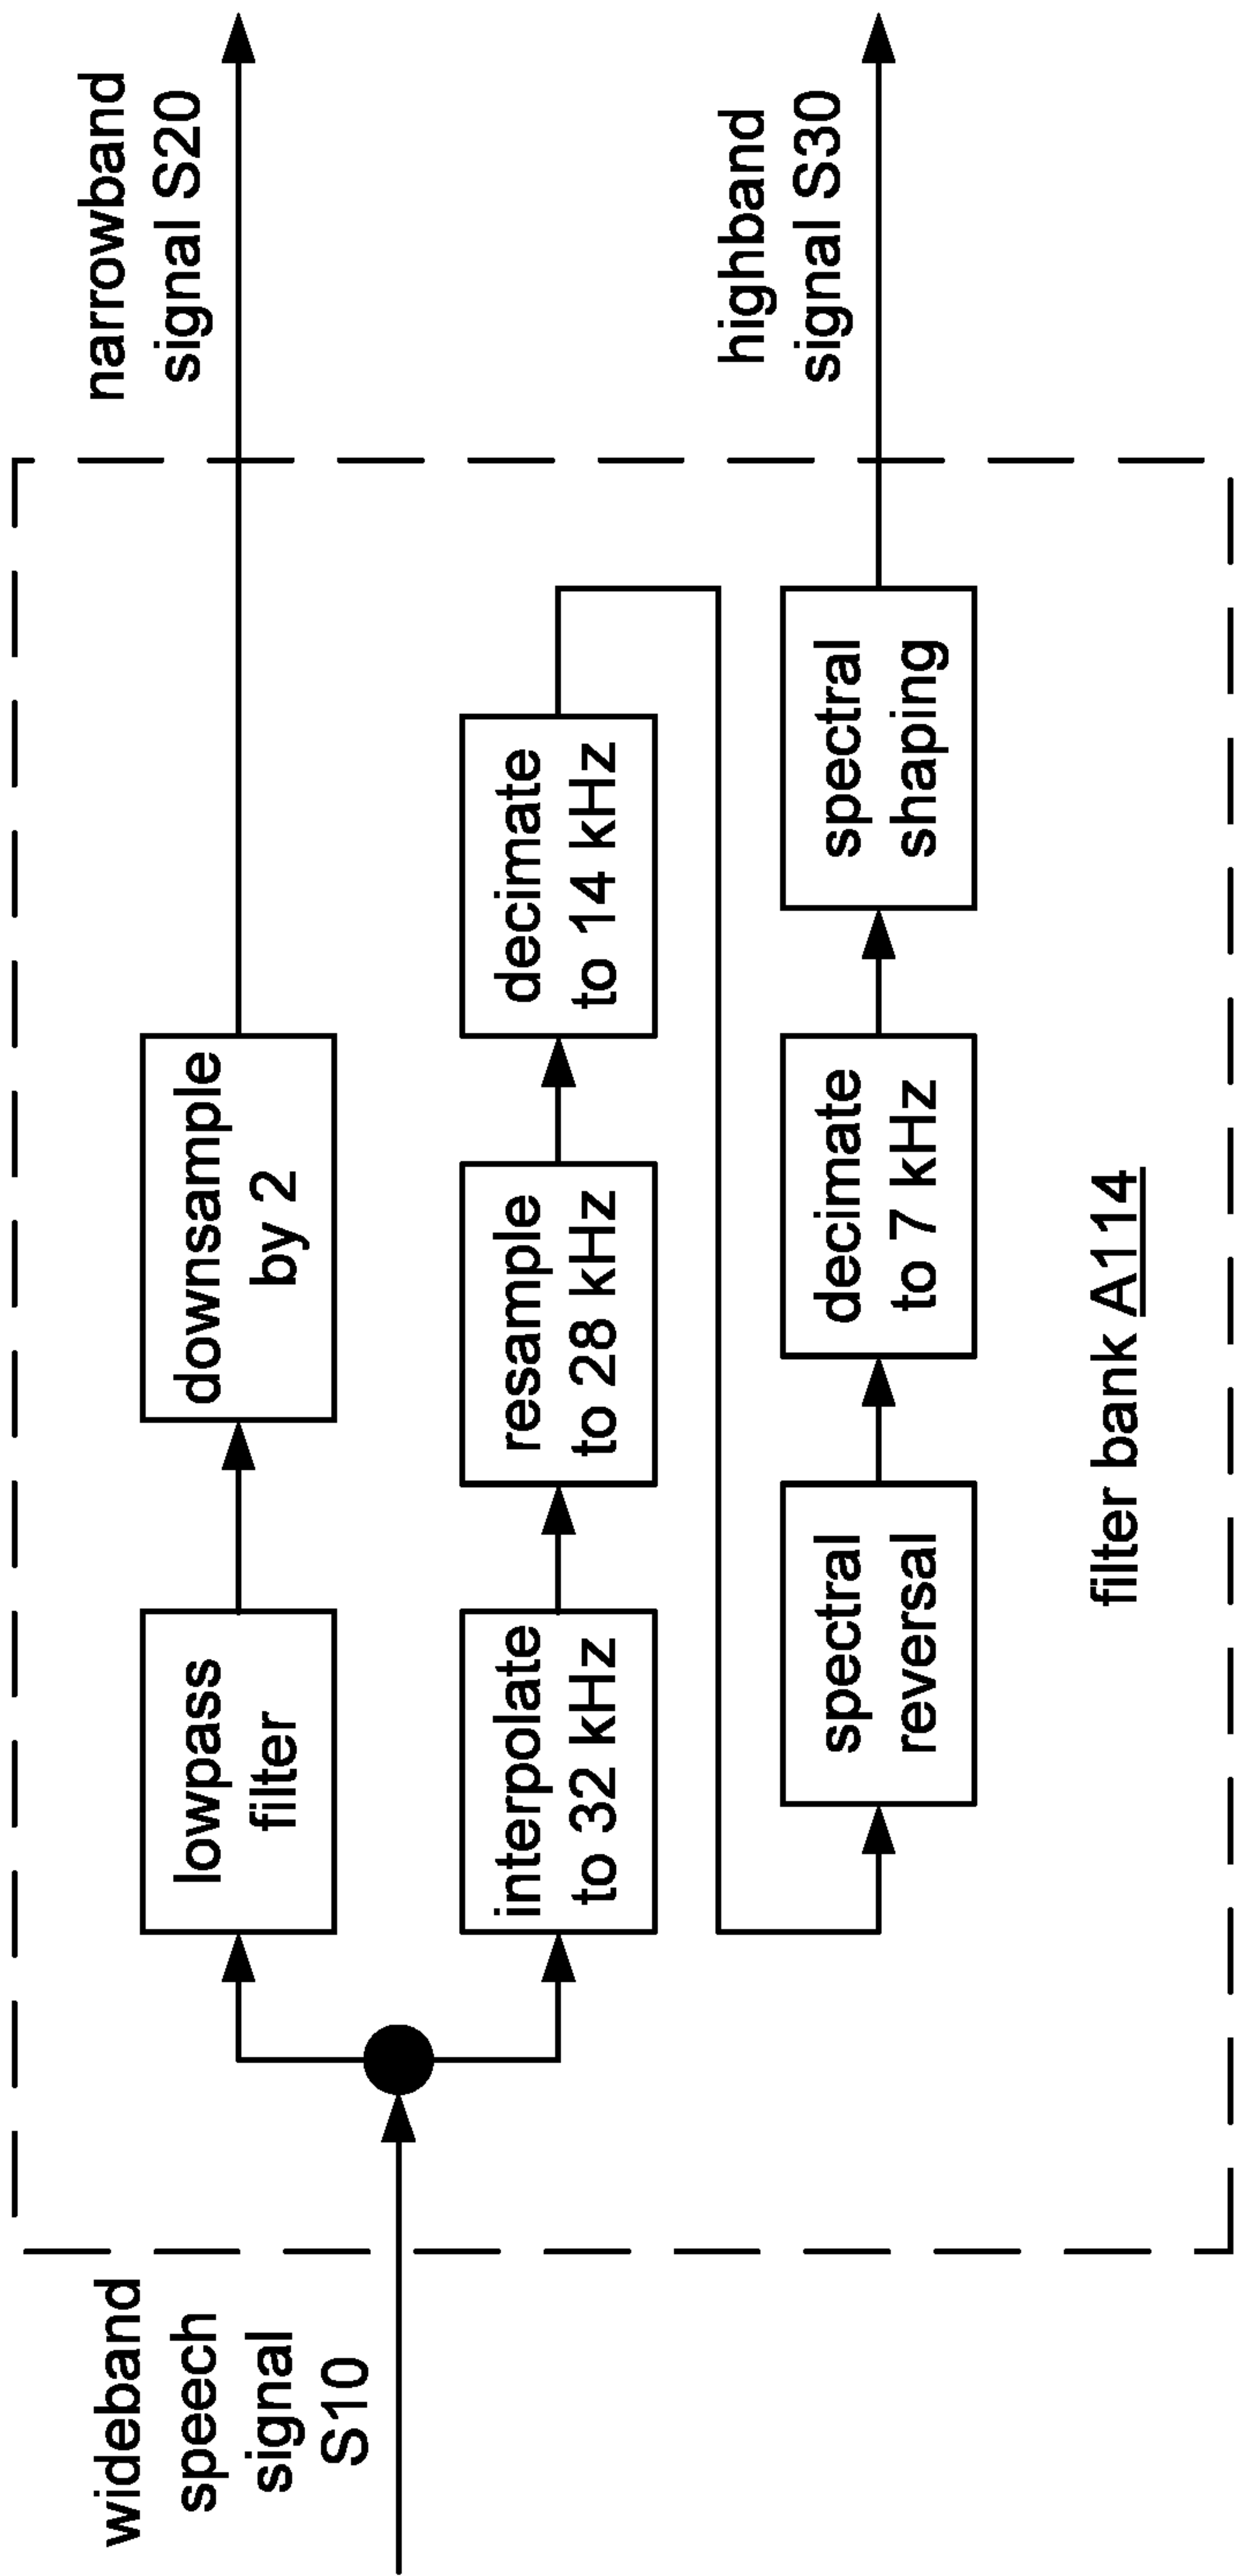 wideband
speech
signal
S10
lowpass
filter
downsample
by 2
narrowband
signal S20
interpolate
to 32 kHz
resample
to 28 kHz
decimate
to 14 kHz
spectral
reversal
decimate
to 7 kHz
spectral
shaping
highband
signal S30
filter bank A114